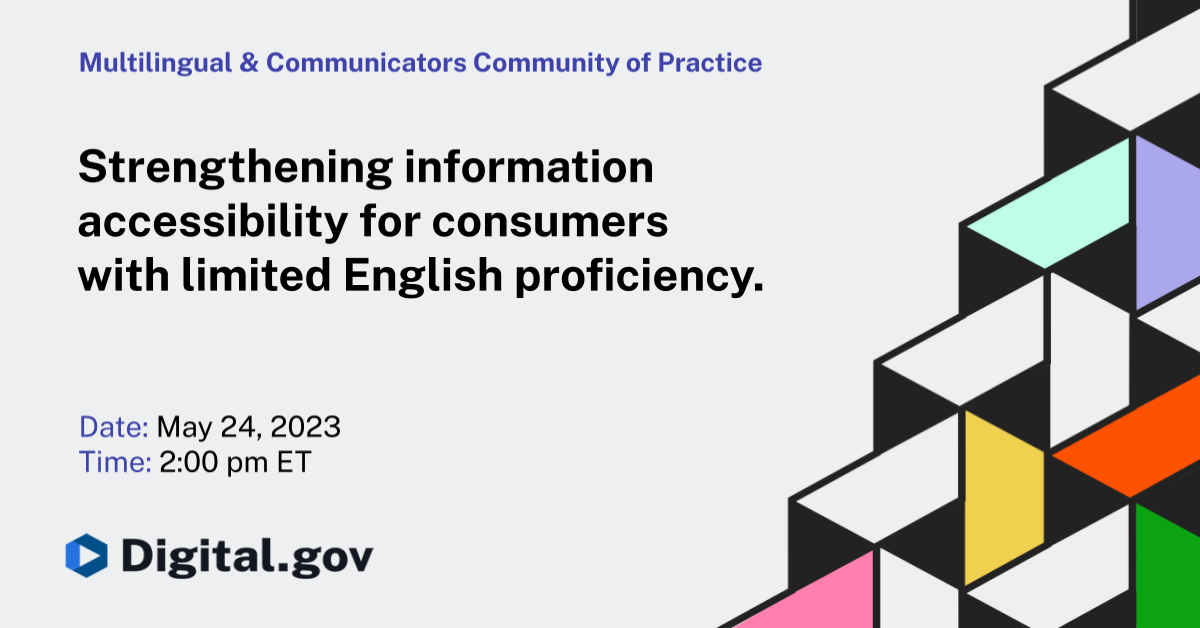 Multilingual & Communicators Community of Practice
Strengthening information
accessibility for consumers
with limited English proficiency.
Date: May 24, 2023
Time: 2:00 pm ET
Digital.gov